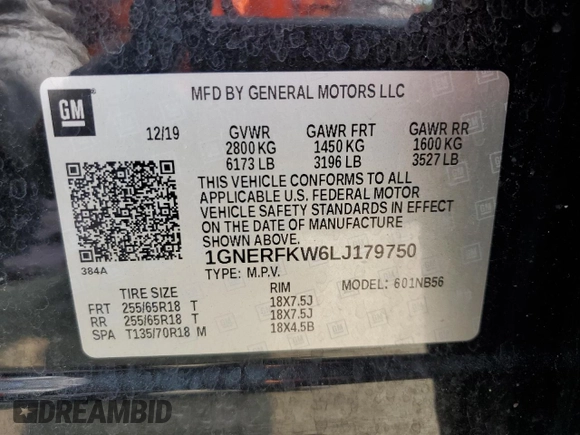 GM
MFD BY GENERAL MOTORS LLC
12/19 GVWR GAWR FRT GAWR RR
2800 KG 1450 KG 1600 KG
6173 LB 3196 LB 3527 LB
THIS VEHICLE CONFORMS TO ALL
APPLICABLE U.S. FEDERAL MOTOR
VEHICLE SAFETY STANDARDS IN EFFECT
ON THE DATE OF MANUFACTURE
SHOWN ABOVE.
384A
1GNERFKW6LJ179750
TYPE: M.P.V. MODEL: 601NB56
TIRE SIZE RIM
FRT 255/65R18 T 18X7.5J
RR 255/65R18 T 18X7.5J
SPA T135/70R18 M 18X4.5B
DREAMBID